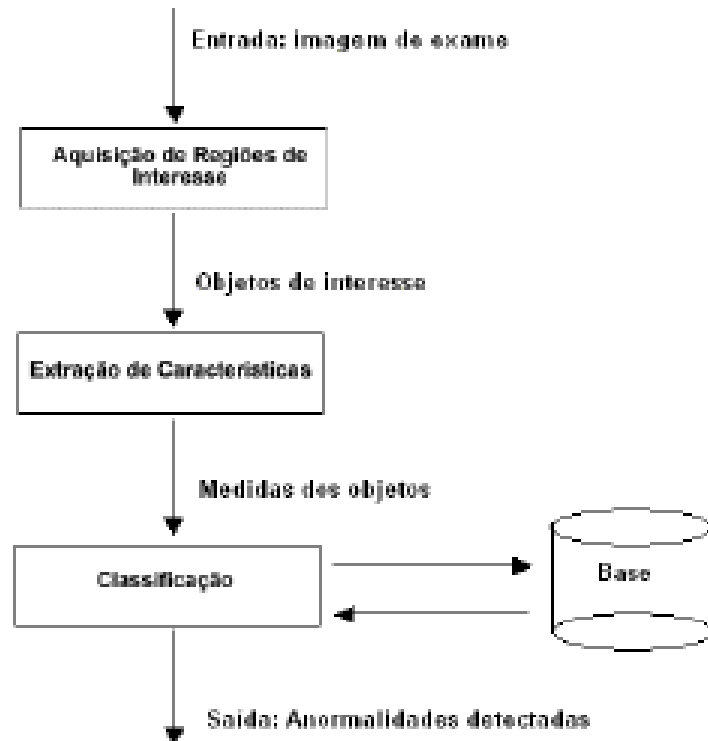 Entrada: imagem de exame
Aquisição de Regiões de
Interesse
Objetos de interesse
Extração de Características
Medidas dos objetos
Classificação
Base
Saída: Anormalidades detectadas